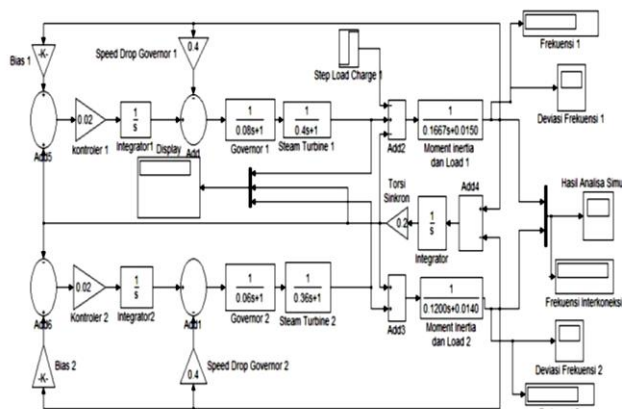 Frekuensi 1
Speed Drop Governor 1
Bias 1
-K-
0.4
Step Load Charge 1
Deviasi Frekuensi 1
Add5
0.02
kontroler 1
1
s
Integrator1
Add
1
0.08s+1
Governor 1
1
0.4s+1
Steam Turbine 1
Add2
1
0.1667s+0.0150
Moment inertia
dan Load 1
Display
Torsi
Sinkron
0.2
1
s
Integrator
Add4
Hasil Analisa Simu
Frekuensi Interkoneksi
Add6
0.02
Kontroler 2
1
s
Integrator2
Add1
1
0.06s+1
Governor 2
1
0.36s+1
Steam Turbine 2
Add3
1
0.1200s+0.0140
Moment Inertia
dan Load 2
Bias 2
-K-
0.4
Speed Drop Governor 2
Deviasi Frekuensi 2